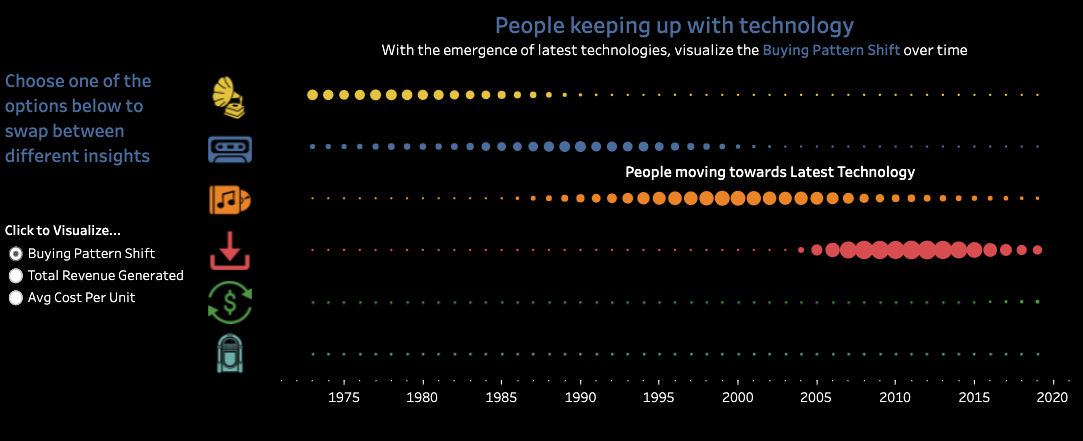 People keeping up with technology
With the emergence of latest technologies, visualize the Buying Pattern Shift over time
Choose one of the
options below to
swap between
different insights
People moving towards Latest Technology
Click to Visualize...
Buying Pattern Shift
Total Revenue Generated
Avg Cost Per Unit
$
1975 1980 1985 1990 1995 2000 2005 2010 2015 2020